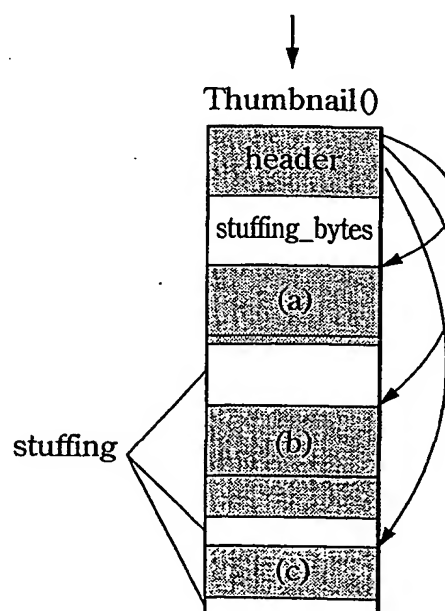 Thumbnail()
header
stuffing_bytes
(a)
stuffing
(b)
(c)